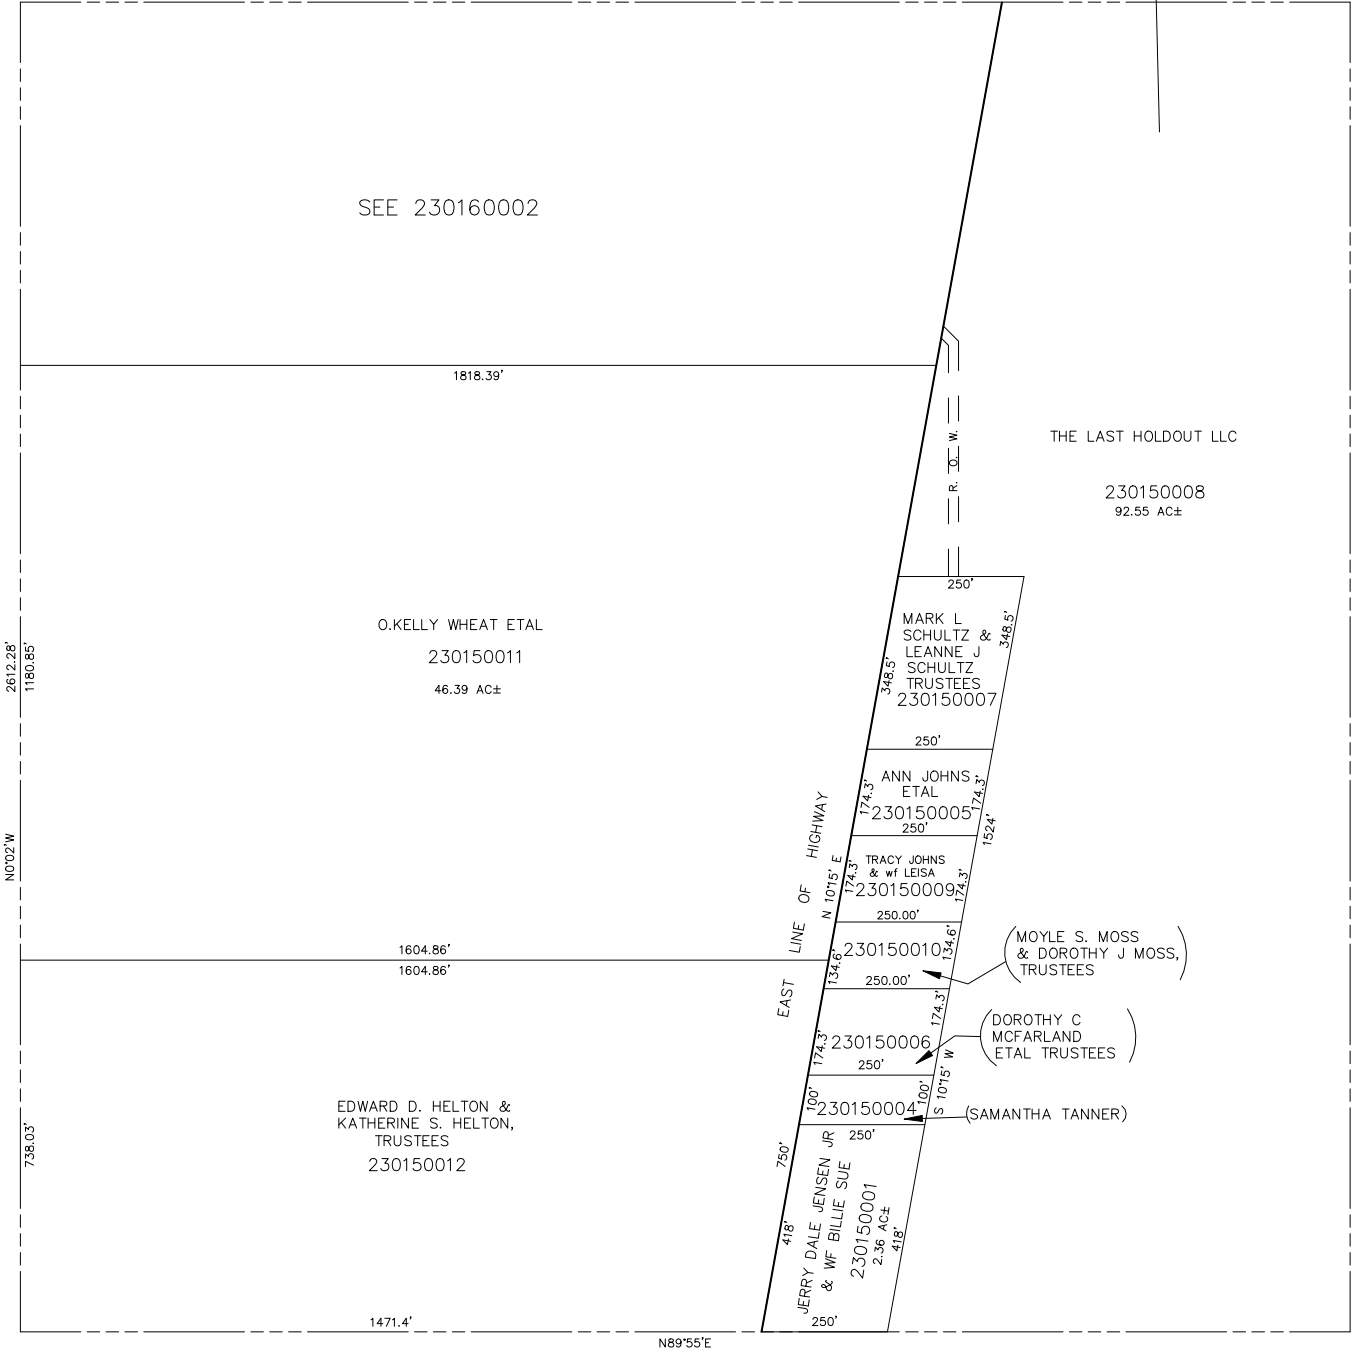 SEE 230160002
1818.39'
R. O. W.
THE LAST HOLDOUT LLC
230150008
92.55 AC±
250'
MARK L
SCHULTZ &
LEANNE J
SCHULTZ
TRUSTEES
230150007
348.5'
348.5'
O.KELLY WHEAT ETAL
230150011
46.39 AC±
2612.28'
1180.85'
N0°02'W
250'
ANN JOHNS
ETAL
230150005
174.3'
174.3'
250'
1524'
EAST LINE OF HIGHWAY
N 10°15' E
TRACY JOHNS
& wf LEISA
230150009
174.3'
174.3'
250.00'
230150010
134.6'
134.6'
250.00'
MOYLE S. MOSS
& DOROTHY J MOSS,
TRUSTEES
1604.86'
1604.86'
174.3'
174.3'
230150006
250'
DOROTHY C
MCFARLAND
ETAL TRUSTEES
S 10°15' W
100'
100'
230150004
(SAMANTHA TANNER)
250'
EDWARD D. HELTON &
KATHERINE S. HELTON,
TRUSTEES
230150012
738.03'
750'
418'
JERRY DALE JENSEN JR
& WF BILLIE SUE
230150001
2.36 AC±
418'
1471.4'
250'
N89°55'E